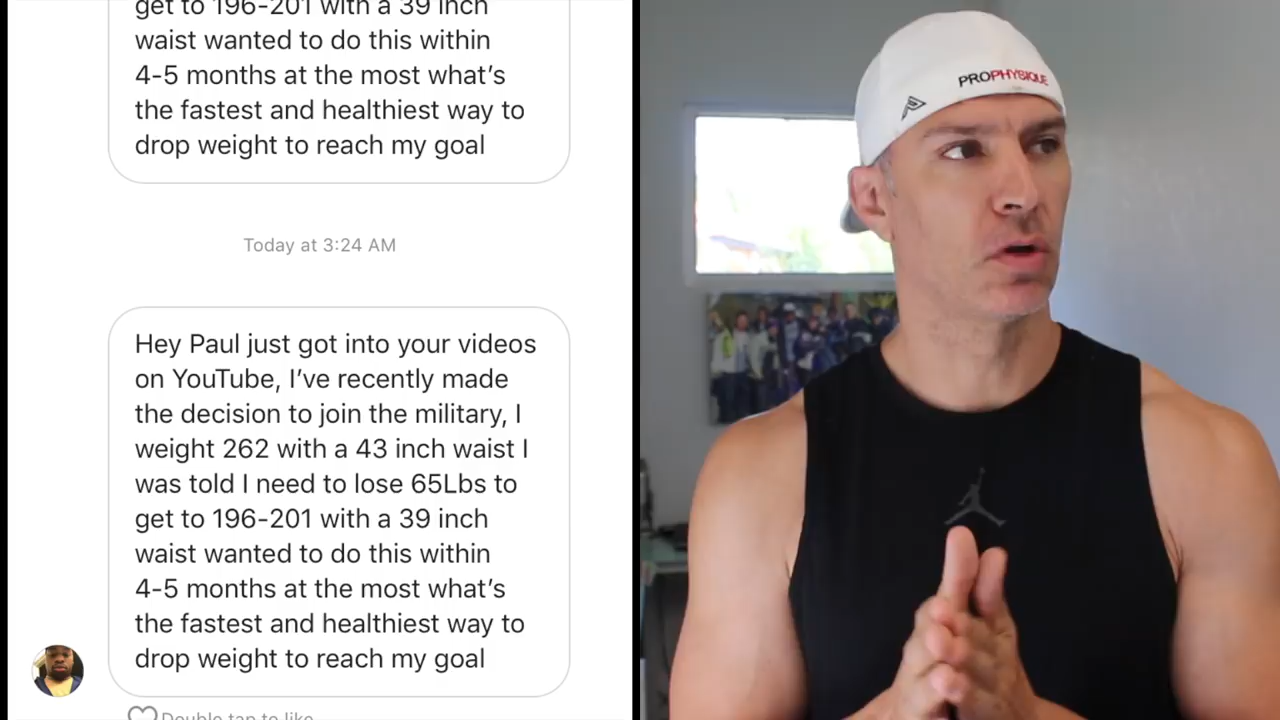 get to 196-201 with a 39 inch
waist wanted to do this within
4-5 months at the most what's
the fastest and healthiest way to
drop weight to reach my goal
Today at 3:24 AM
Hey Paul just got into your videos
on YouTube, I've recently made
the decision to join the military, I
weight 262 with a 43 inch waist I
was told I need to lose 65Lbs to
get to 196-201 with a 39 inch
waist wanted to do this within
4-5 months at the most what's
the fastest and healthiest way to
drop weight to reach my goal
Double tap to like
PROPHYSIQUE